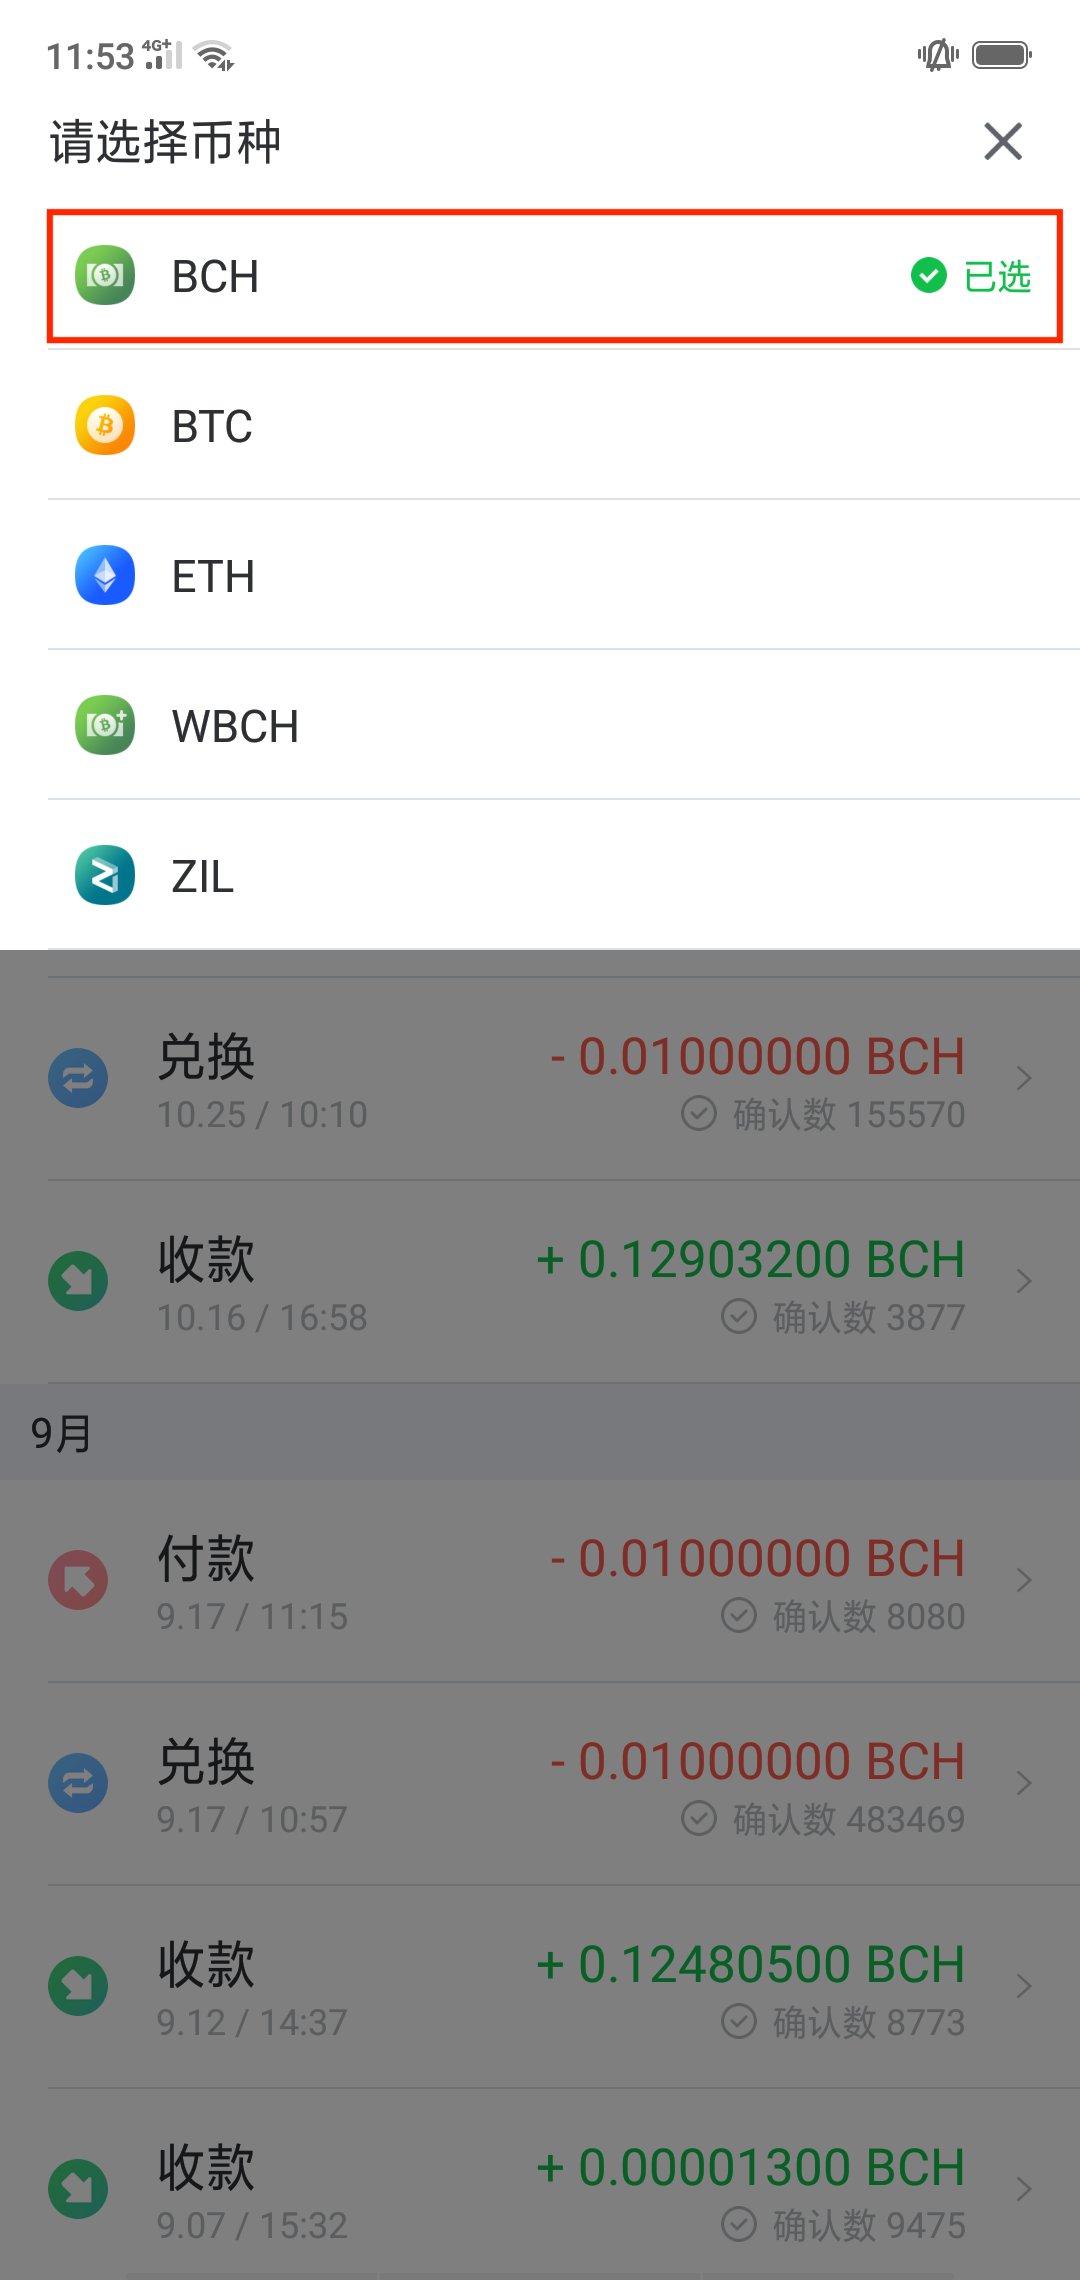 11:53 4G+
请选择币种
BCH 已选
BTC
ETH
WBCH
ZIL
兑换 - 0.01000000 BCH
10.25 / 10:10 确认数 155570
收款 + 0.12903200 BCH
10.16 / 16:58 确认数 3877
9月
付款 - 0.01000000 BCH
9.17 / 11:15 确认数 8080
兑换 - 0.01000000 BCH
9.17 / 10:57 确认数 483469
收款 + 0.12480500 BCH
9.12 / 14:37 确认数 8773
收款 + 0.00001300 BCH
9.07 / 15:32 确认数 9475